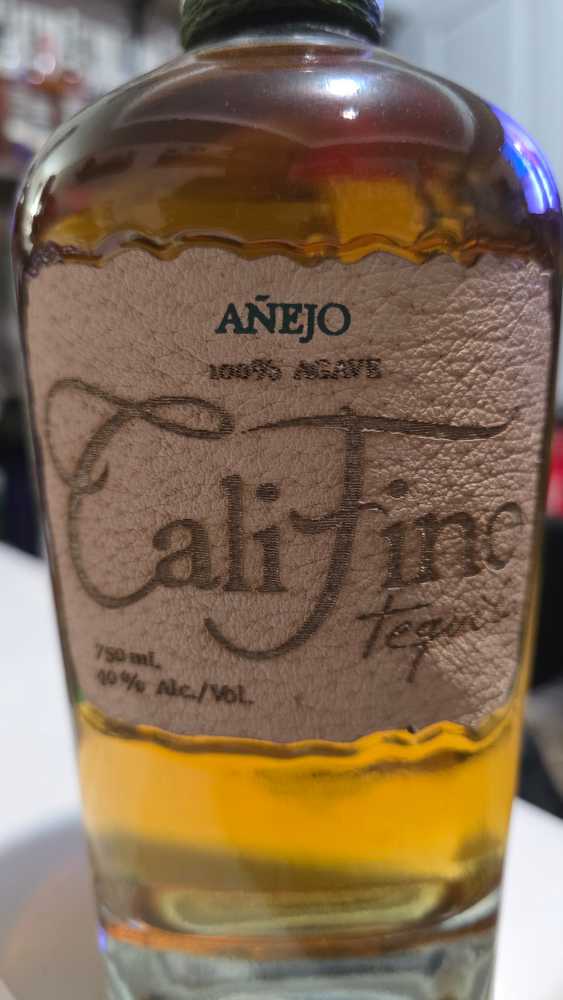 AÑEJO
100% AGAVE
CaliFino
Tequila
750 ml.
40% Alc./Vol.